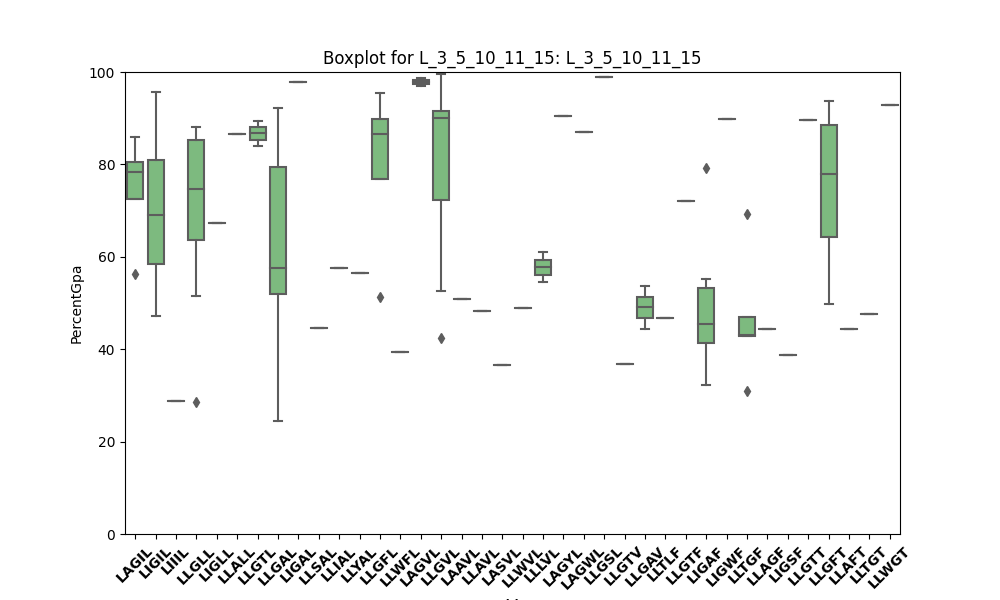 Boxplot for L_3_5_10_11_15: L_3_5_10_11_15
PercentGpa
100
80
60
40
20
0
LAGIL LIGIL LIIIL LLGLL LIGLL LLALL LLGTL LLGAL LIGAL LLSAL LLIAL LLYAL LLGFL LLWFL LAGVL LLGVL LAAVL LLAVL LASVL LLWVL LLLVL LAGYL LAGWL LLGSL LLGTV LLGAV LLTLF LLGTF LIGAF LIGWF LLTGF LLAGF LIGSF LLGTT LLGFT LLAFT LLTGT LLWGT